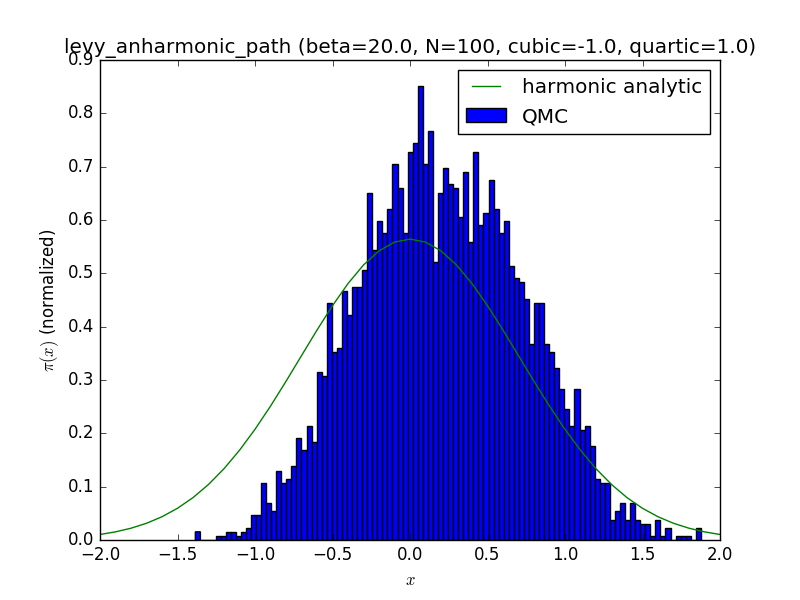 levy_anharmonic_path (beta=20.0, N=100, cubic=-1.0, quartic=1.0)
harmonic analytic
QMC
0.9
0.8
0.7
0.6
0.5
0.4
0.3
0.2
0.1
0.0
π(x) (normalized)
−2.0 −1.5 −1.0 −0.5 0.0 0.5 1.0 1.5 2.0
x